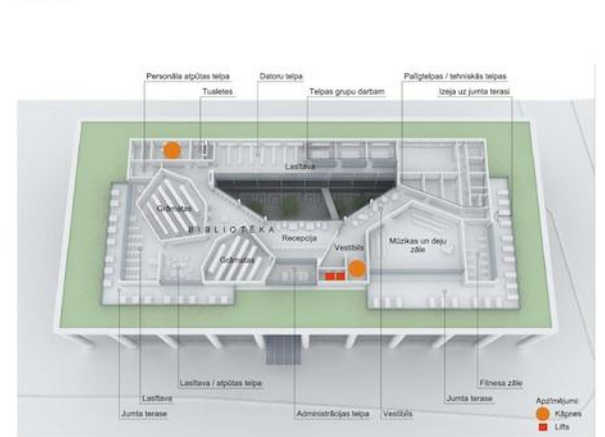 Personāla atpūtas telpa
Datoru telpa
Palīgtelpas / tehniskās telpas
Tualetes
Telpas grupu darbam
Izeja uz jumta terasi
Lasītava
Grāmatas
BIBLIOTĒKA
Recepcija
Vestibils
Mūzikas un deju
zāle
Grāmatas
Lasītava / atpūtas telpa
Fitnesa zāle
Lasītava
Jumta terase
Jumta terase
Administrācijas telpa
Vestibils
Apzīmējumi:
Kāpnes
Lifts